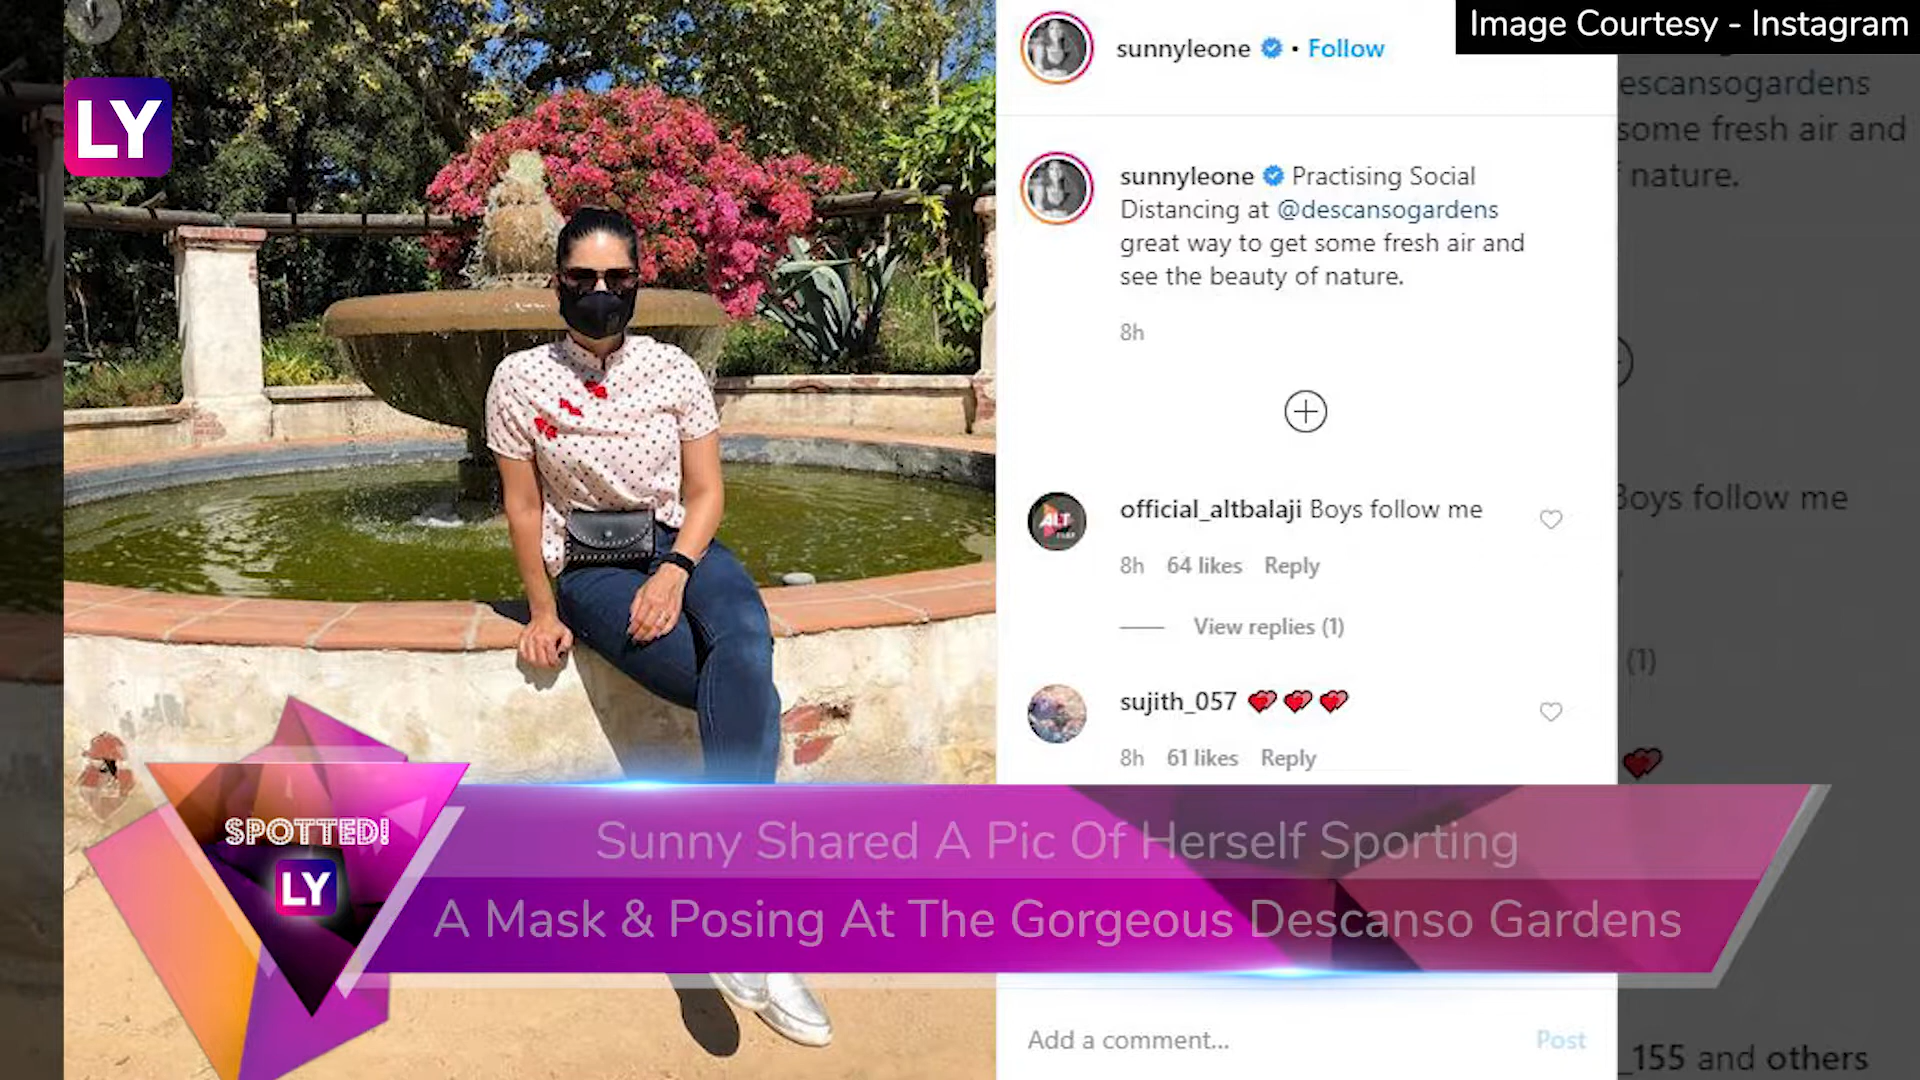 Image Courtesy - Instagram
LY
sunnyleone • Follow
sunnyleone Practising Social
Distancing at @descansogardens
great way to get some fresh air and
see the beauty of nature.
8h
official_altbalaji Boys follow me
8h 64 likes Reply
View replies (1)
sujith_057
8h 61 likes Reply
Add a comment... Post
escansogardens
some fresh air and
nature.
Boys follow me
(1)
_155 and others
SPOTTED!
LY
Sunny Shared A Pic Of Herself Sporting
A Mask & Posing At The Gorgeous Descanso Gardens